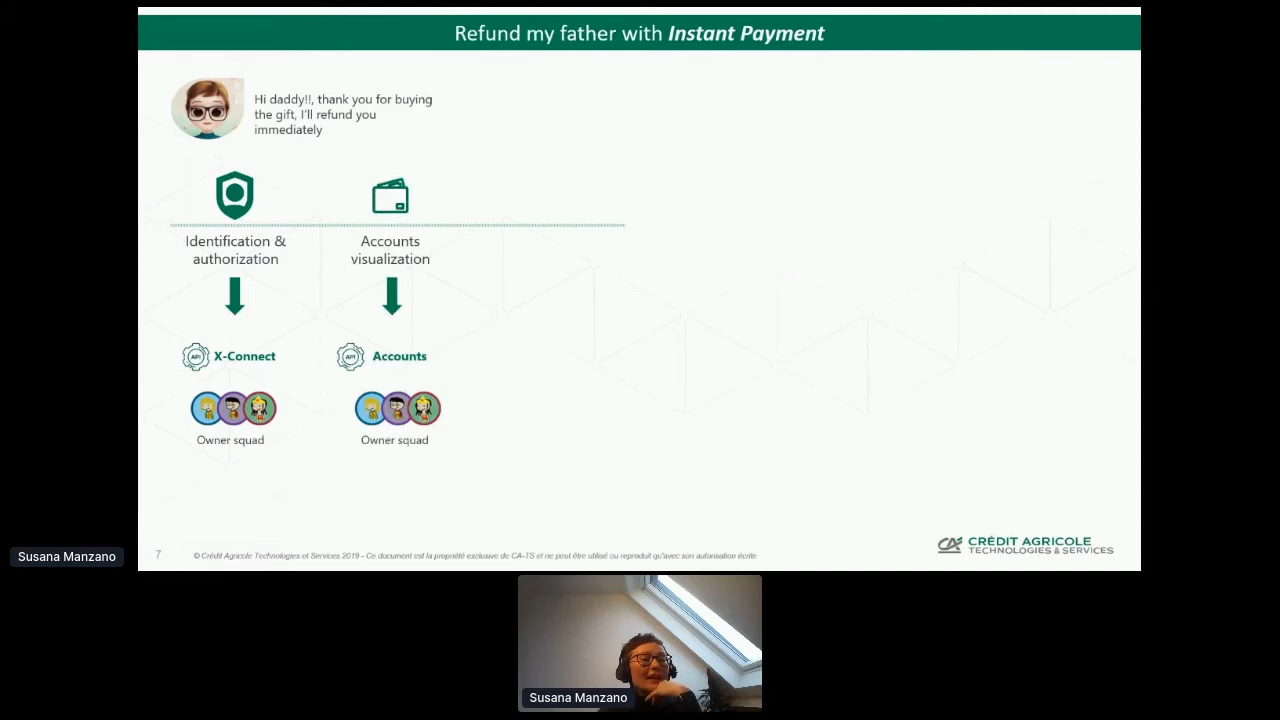 Refund my father with Instant Payment
Hi daddy!!, thank you for buying
the gift, I'll refund you
immediately
Identification &
authorization
Accounts
visualization
API
X-Connect
API
Accounts
Owner squad
Owner squad
7
© Crédit Agricole Technologies et Services 2019 - Ce document est la propriété exclusive de CA-TS et ne peut être utilisé ou reproduit qu'avec son autorisation écrite
CA
CRÉDIT AGRICOLE
TECHNOLOGIES & SERVICES
Susana Manzano
Susana Manzano